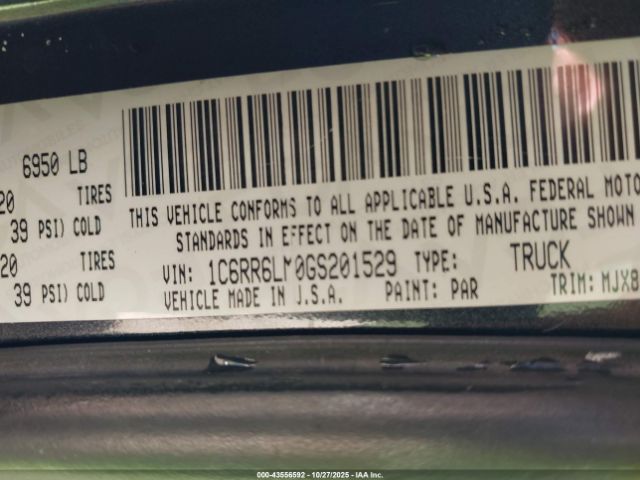 6950 LB
20 TIRES
39 PSI) COLD
20 TIRES
39 PSI) COLD
THIS VEHICLE CONFORMS TO ALL APPLICABLE U.S.A. FEDERAL MOTO
STANDARDS IN EFFECT ON THE DATE OF MANUFACTURE SHOWN
VIN: TYPE: TRUCK
VEHICLE MADE IN U.S.A. PAINT: PAR TRIM: MJX8
000-43556592 | 10/27/2025 | IAA Inc.